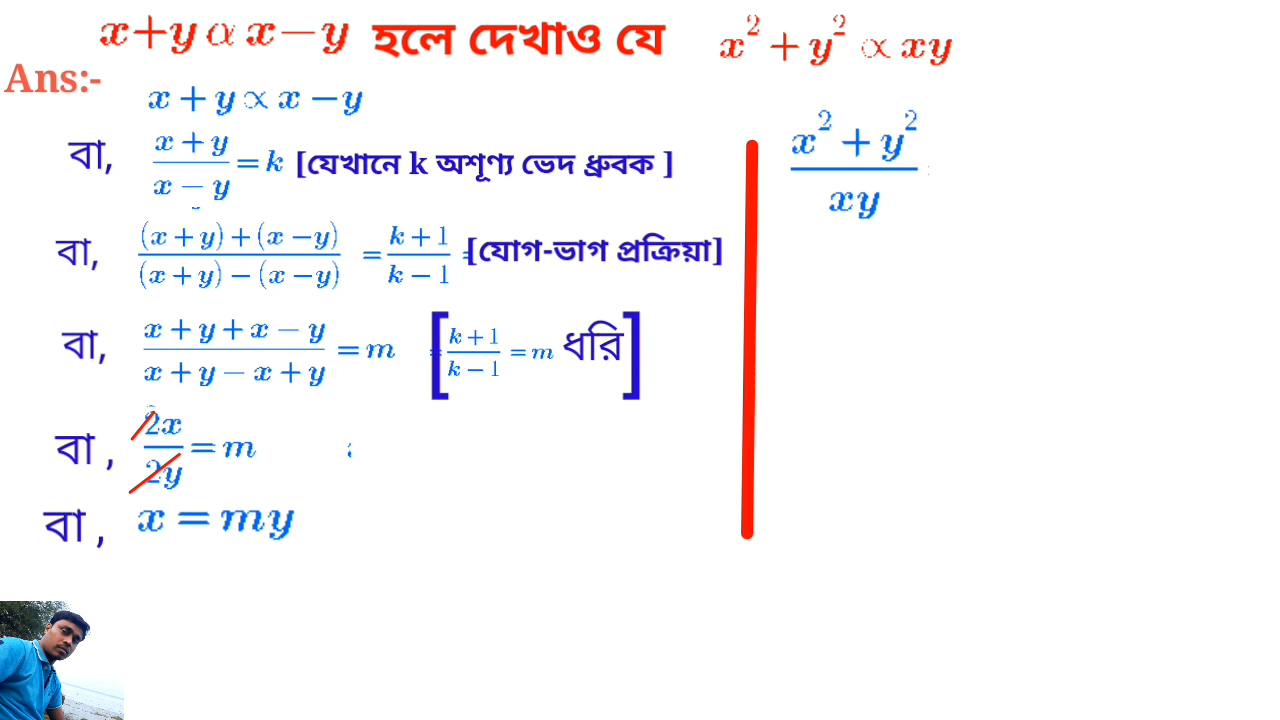 x+y ∝ x−y হলে দেখাও যে x² + y² ∝ xy
Ans:-
x + y ∝ x − y
বা, (x + y)/(x − y) = k [যেখানে k অশূণ্য ভেদ ধ্রুবক ]
বা, ((x + y) + (x − y))/((x + y) − (x − y)) = (k + 1)/(k − 1) [যোগ-ভাগ প্রক্রিয়া]
বা, (x + y + x − y)/(x + y − x + y) = m [(k + 1)/(k − 1) = m ধরি]
বা , 2x/2y = m
বা , x = my
(x² + y²)/xy